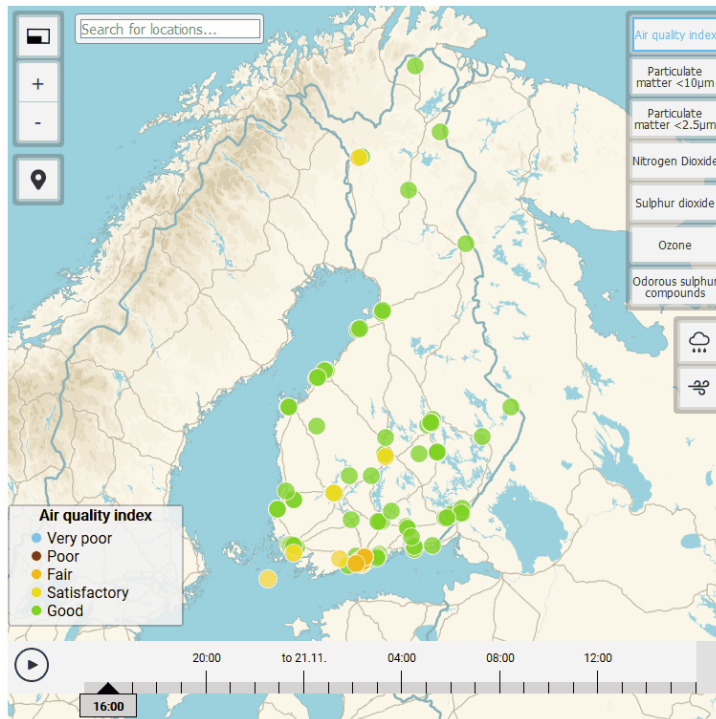 Search for locations...
+
-
Air quality index
Particulate
matter <10µm
Particulate
matter <2.5µm
Nitrogen Dioxide
Sulphur dioxide
Ozone
Odorous sulphur
compounds
Air quality index
Very poor
Poor
Fair
Satisfactory
Good
20:00
to 21.11.
04:00
08:00
12:00
16:00